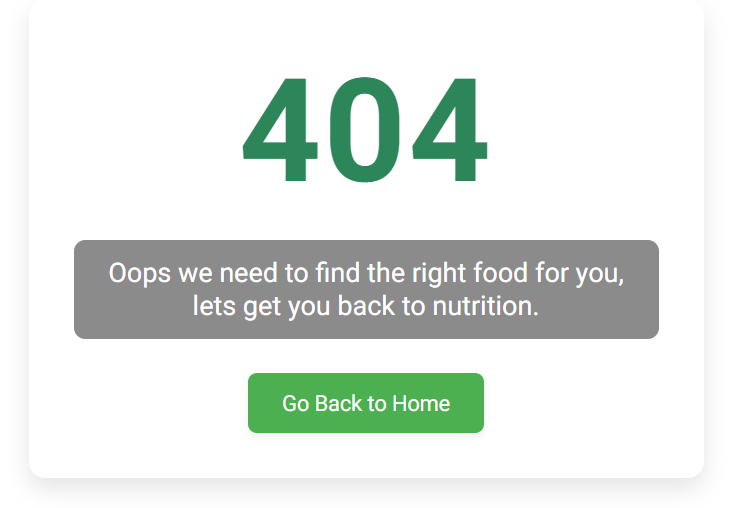 404
Oops we need to find the right food for you,
lets get you back to nutrition.
Go Back to Home